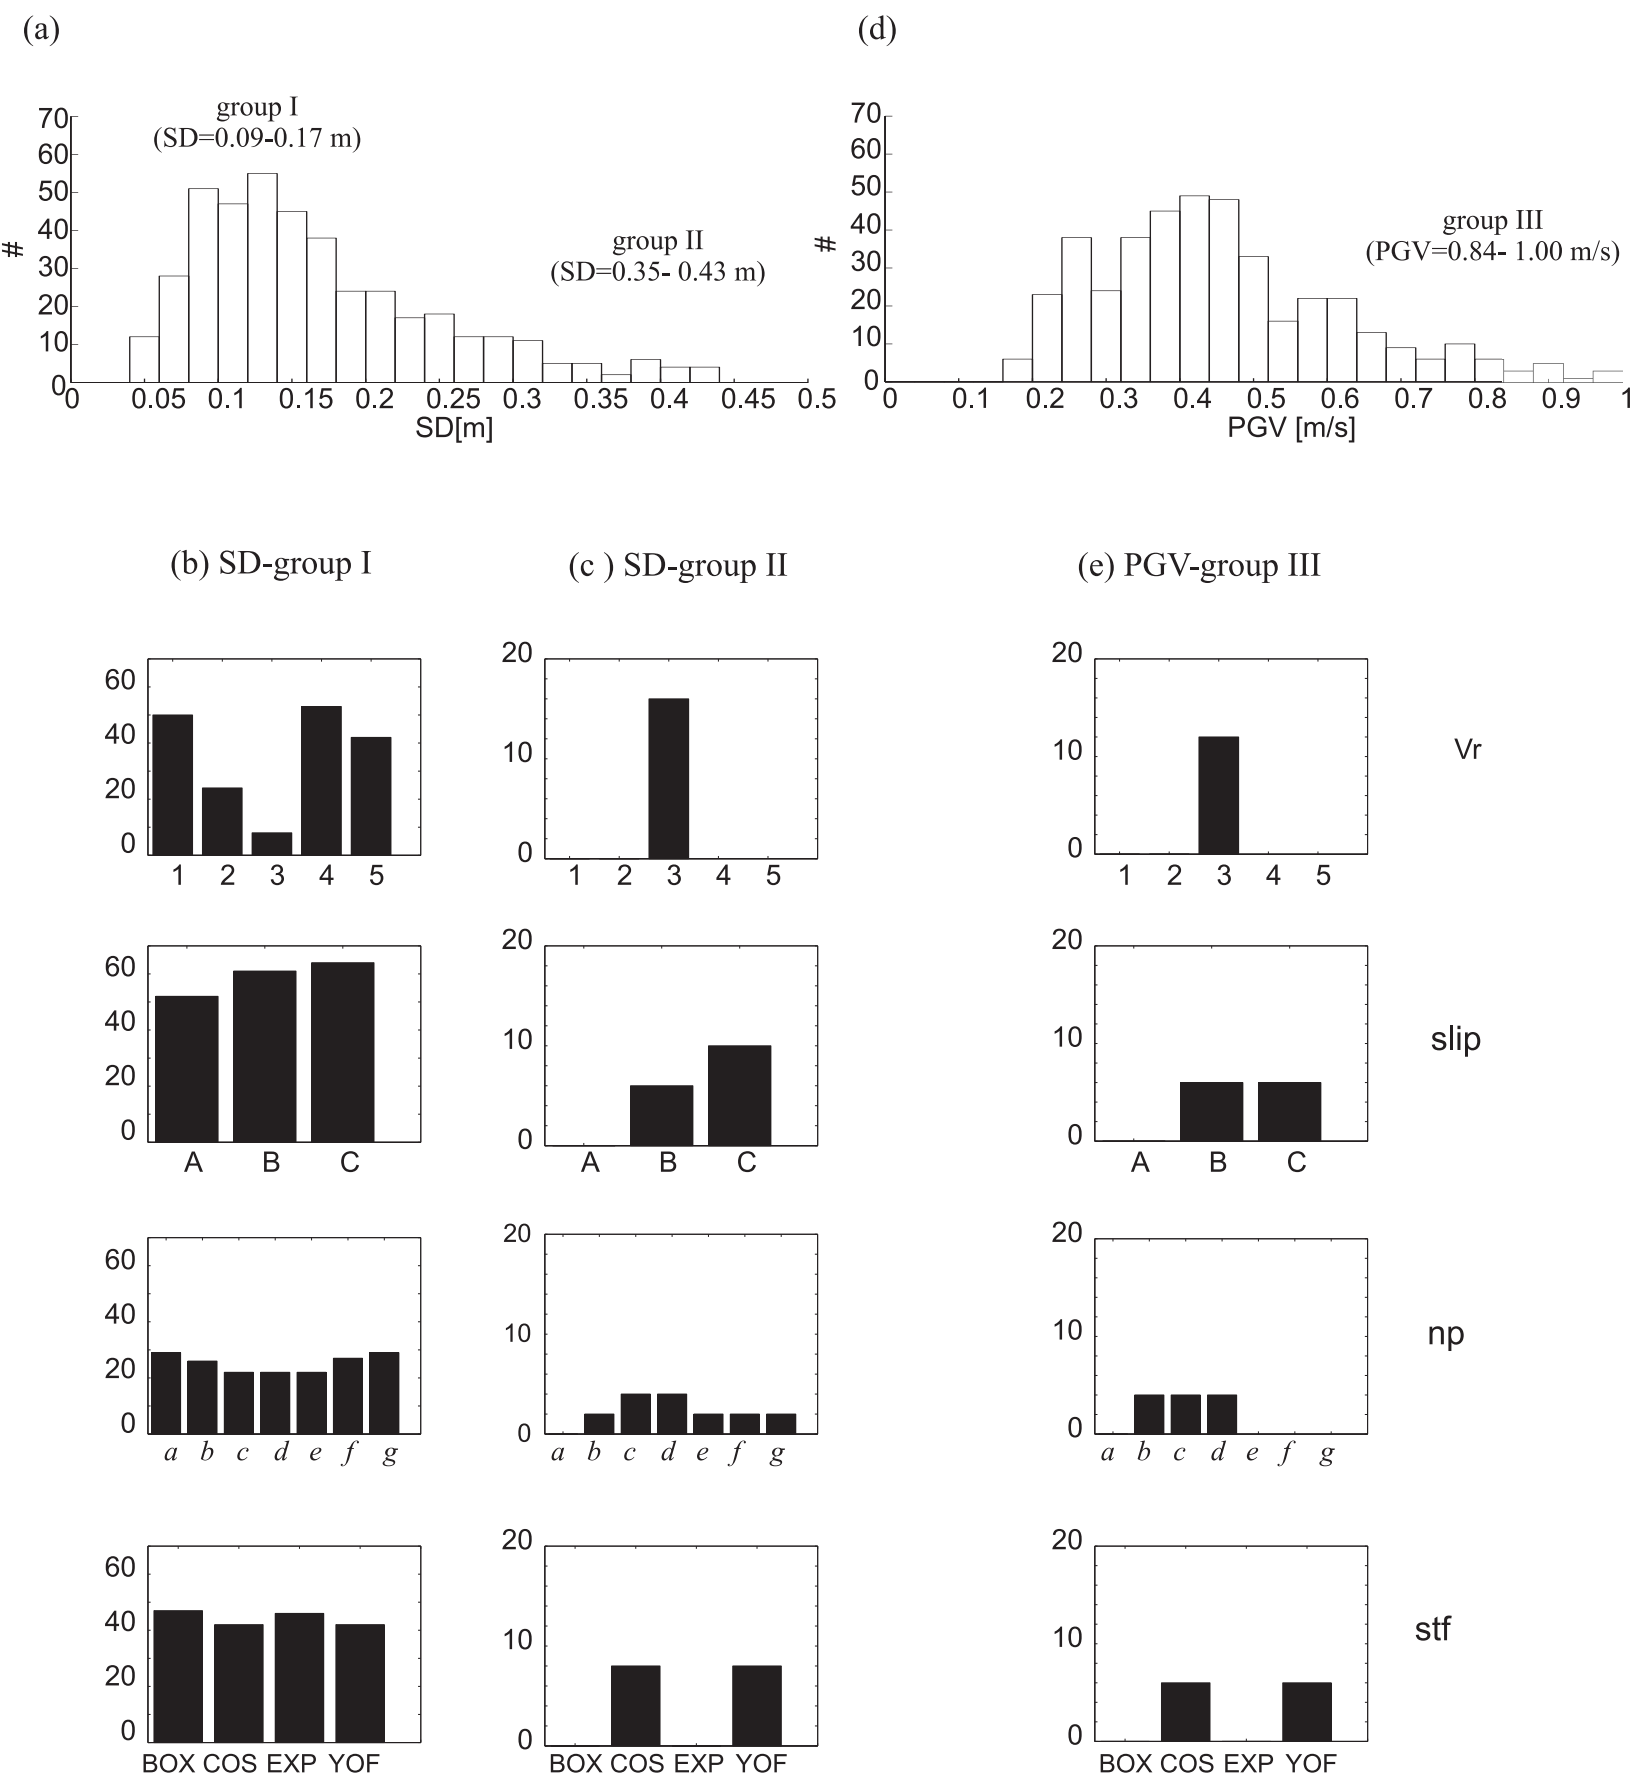 (a)
group I
(SD=0.09-0.17 m)
group II
(SD=0.35- 0.43 m)
70
60
50
40
30
20
10
0
#
0 0.05 0.1 0.15 0.2 0.25 0.3 0.35 0.4 0.45 0.5
SD[m]
(d)
group III
(PGV=0.84- 1.00 m/s)
70
60
50
40
30
20
10
0
#
0 0.1 0.2 0.3 0.4 0.5 0.6 0.7 0.8 0.9 1
PGV [m/s]
(b) SD-group I
(c ) SD-group II
(e) PGV-group III
60
40
20
0
1 2 3 4 5
20
10
0
1 2 3 4 5
20
10
0
1 2 3 4 5
Vr
60
40
20
0
A B C
20
10
0
A B C
20
10
0
A B C
slip
60
40
20
0
a b c d e f g
20
10
0
a b c d e f g
20
10
0
a b c d e f g
np
60
40
20
0
BOX COS EXP YOF
20
10
0
BOX COS EXP YOF
20
10
0
BOX COS EXP YOF
stf